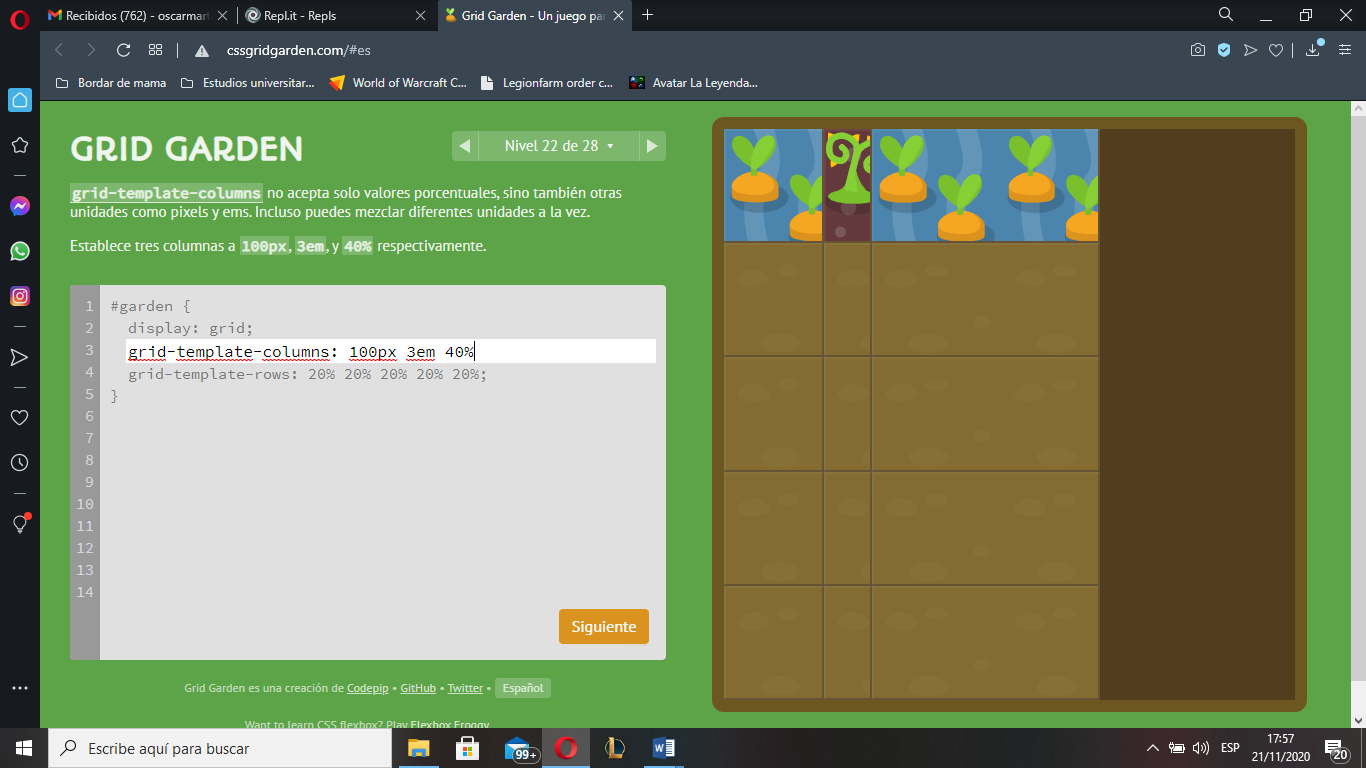 Recibidos (762) - oscarmar
Repl.it - Repls
Grid Garden - Un juego par
cssgridgarden.com/#es
Bordar de mama
Estudios universitar...
World of Warcraft C...
Legionfarm order c...
Avatar La Leyenda...
GRID GARDEN
Nivel 22 de 28
grid-template-columns no acepta solo valores porcentuales, sino también otras
unidades como pixels y ems. Incluso puedes mezclar diferentes unidades a la vez.
Establece tres columnas a 100px, 3em, y 40% respectivamente.
1 #garden {
2 display: grid;
3 grid-template-columns: 100px 3em 40%
4 grid-template-rows: 20% 20% 20% 20% 20%;
5 }
6
7
8
9
10
11
12
13
14
Siguiente
Grid Garden es una creación de Codepip • GitHub • Twitter • Español
Want to learn CSS flexbox? Play Flexbox Froggy
Escribe aquí para buscar
99+
ESP
17:57
21/11/2020
20